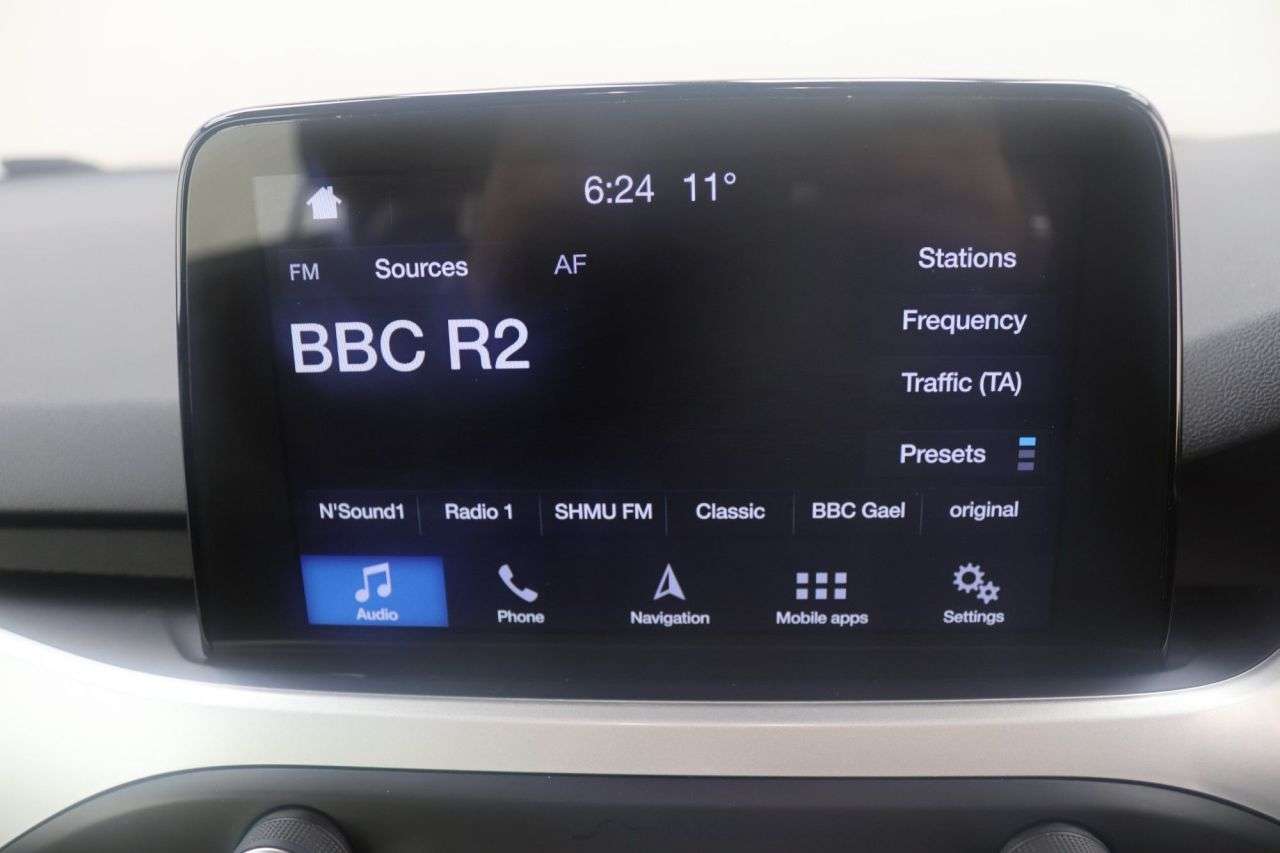 6:24 11°
FM Sources AF
BBC R2
Stations
Frequency
Traffic (TA)
Presets
N'Sound1 Radio 1 SHMU FM Classic BBC Gael original
Audio Phone Navigation Mobile apps Settings